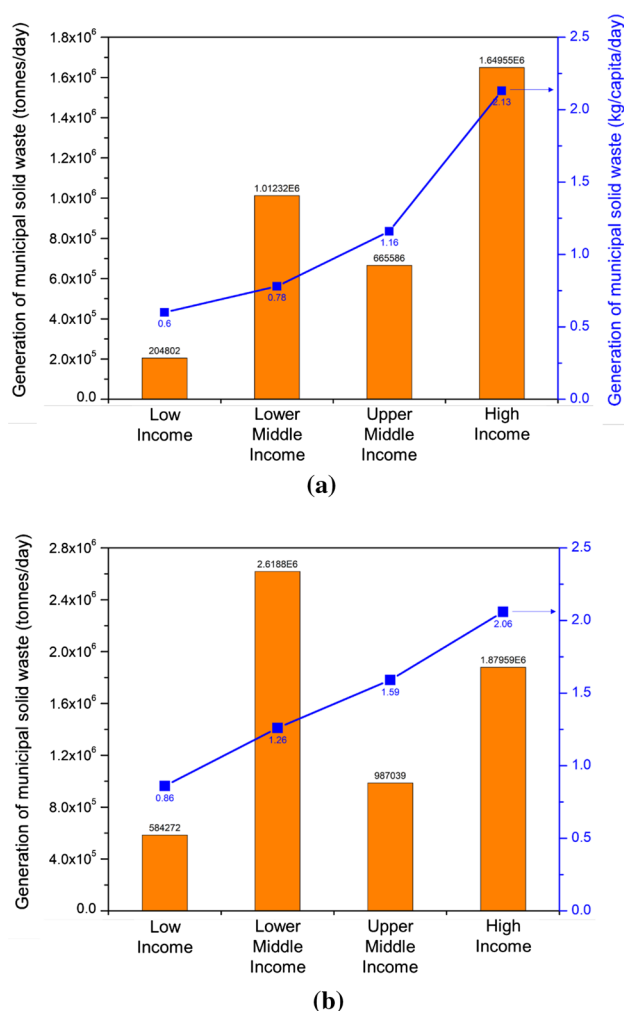 Generation of municipal solid waste (tonnes/day)
1.8x10⁶
1.6x10⁶
1.4x10⁶
1.2x10⁶
1.0x10⁶
8.0x10⁵
6.0x10⁵
4.0x10⁵
2.0x10⁵
0.0
204802
1.01232E6
665586
1.64955E6
0.6
0.78
1.16
2.13
2.5
2.0
1.5
1.0
0.5
0.0
Generation of municipal solid waste (kg/capita/day)
Low
Income
Lower
Middle
Income
Upper
Middle
Income
High
Income
(a)
Generation of municipal solid waste (tonnes/day)
2.8x10⁶
2.4x10⁶
2.0x10⁶
1.6x10⁶
1.2x10⁶
8.0x10⁵
4.0x10⁵
0.0
584272
2.6188E6
987039
1.87959E6
0.86
1.26
1.59
2.06
2.5
2.0
1.5
1.0
0.5
0.0
Low
Income
Lower
Middle
Income
Upper
Middle
Income
High
Income
(b)